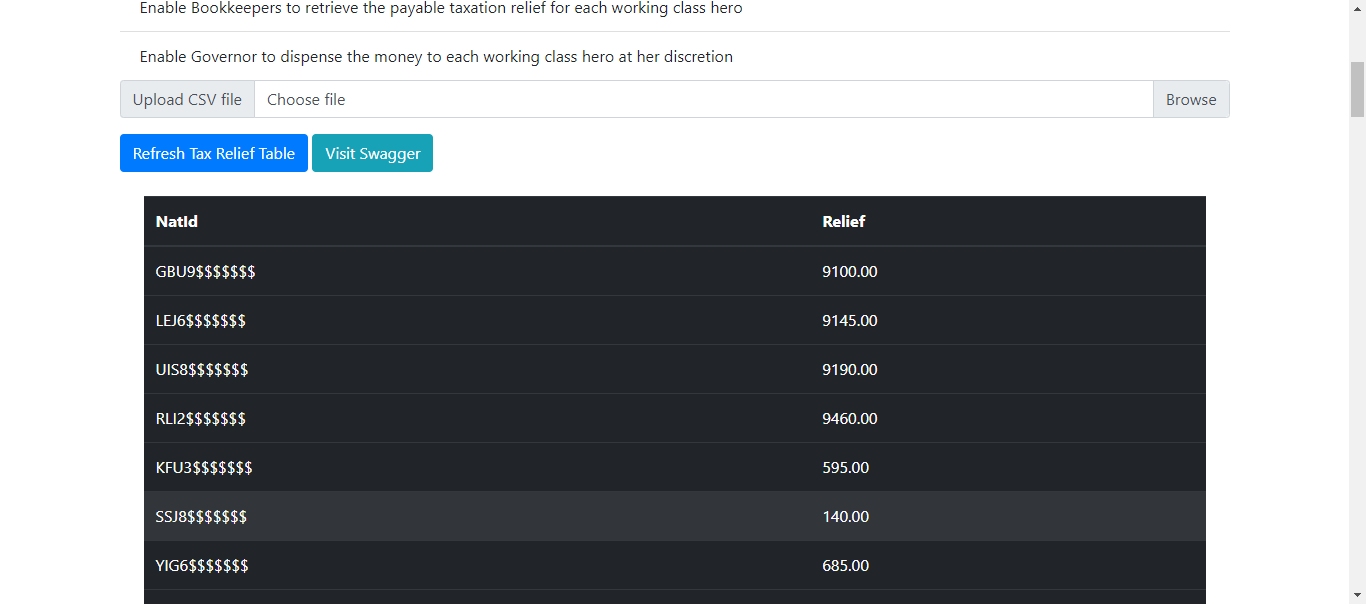 Enable Bookkeepers to retrieve the payable taxation relief for each working class hero
Enable Governor to dispense the money to each working class hero at her discretion
Upload CSV file Choose file Browse
Refresh Tax Relief Table Visit Swagger
NatId Relief
GBU9$$$$$$$ 9100.00
LEJ6$$$$$$$ 9145.00
UIS8$$$$$$$ 9190.00
RLI2$$$$$$$ 9460.00
KFU3$$$$$$$ 595.00
SSJ8$$$$$$$ 140.00
YIG6$$$$$$$ 685.00